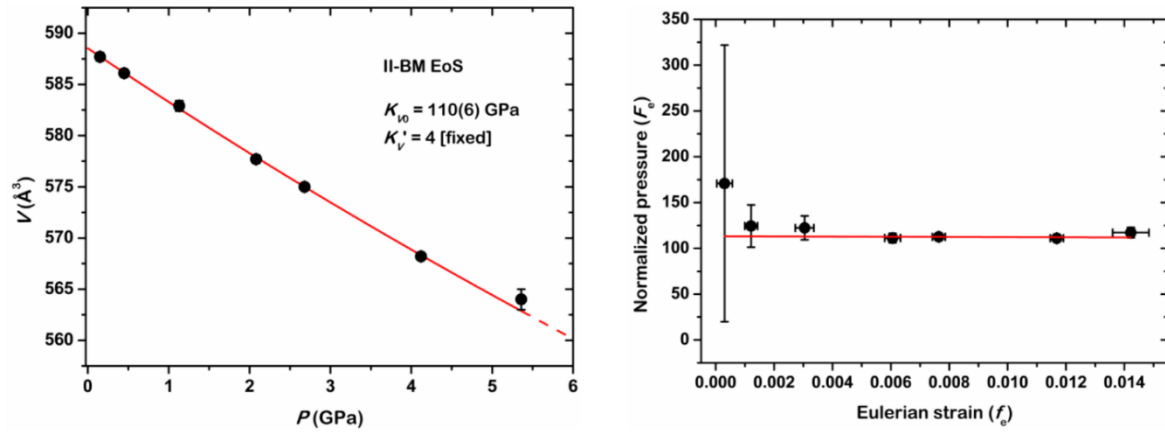 590
585
580
575
570
565
560
V (Å³)
II-BM EoS
K_V0 = 110(6) GPa
K_V' = 4 [fixed]
0 1 2 3 4 5 6
P (GPa)
350
300
250
200
150
100
50
0
Normalized pressure (F_e)
0.000 0.002 0.004 0.006 0.008 0.010 0.012 0.014
Eulerian strain (f_e)